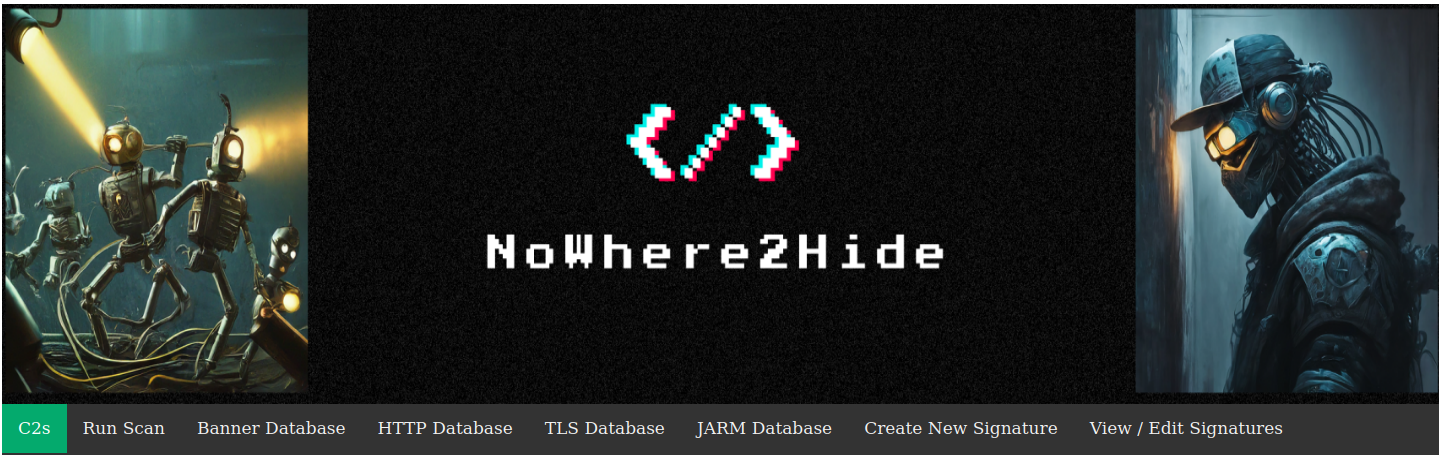 </>
NoWhere2Hide
C2s Run Scan Banner Database HTTP Database TLS Database JARM Database Create New Signature View / Edit Signatures